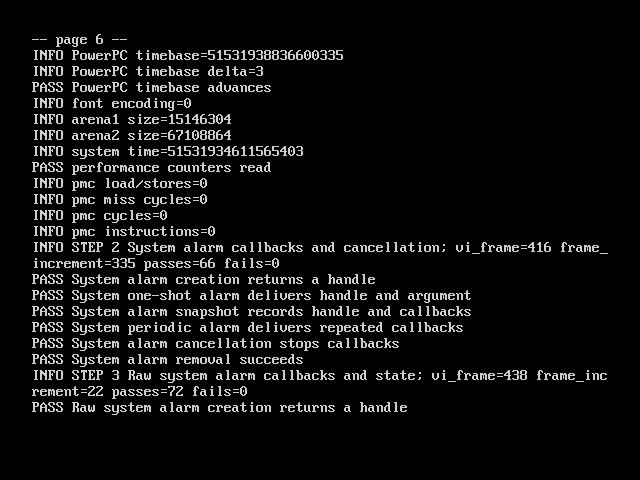 -- page 6 --
INFO PowerPC timebase=51531938836600335
INFO PowerPC timebase delta=3
PASS PowerPC timebase advances
INFO font encoding=0
INFO arena1 size=15146304
INFO arena2 size=67108864
INFO system time=51531934611565403
PASS performance counters read
INFO pmc load/stores=0
INFO pmc miss cycles=0
INFO pmc cycles=0
INFO pmc instructions=0
INFO STEP 2 System alarm callbacks and cancellation; vi_frame=416 frame_
increment=335 passes=66 fails=0
PASS System alarm creation returns a handle
PASS System one-shot alarm delivers handle and argument
PASS System alarm snapshot records handle and callbacks
PASS System periodic alarm delivers repeated callbacks
PASS System alarm cancellation stops callbacks
PASS System alarm removal succeeds
INFO STEP 3 Raw system alarm callbacks and state; vi_frame=438 frame_inc
rement=22 passes=72 fails=0
PASS Raw system alarm creation returns a handle